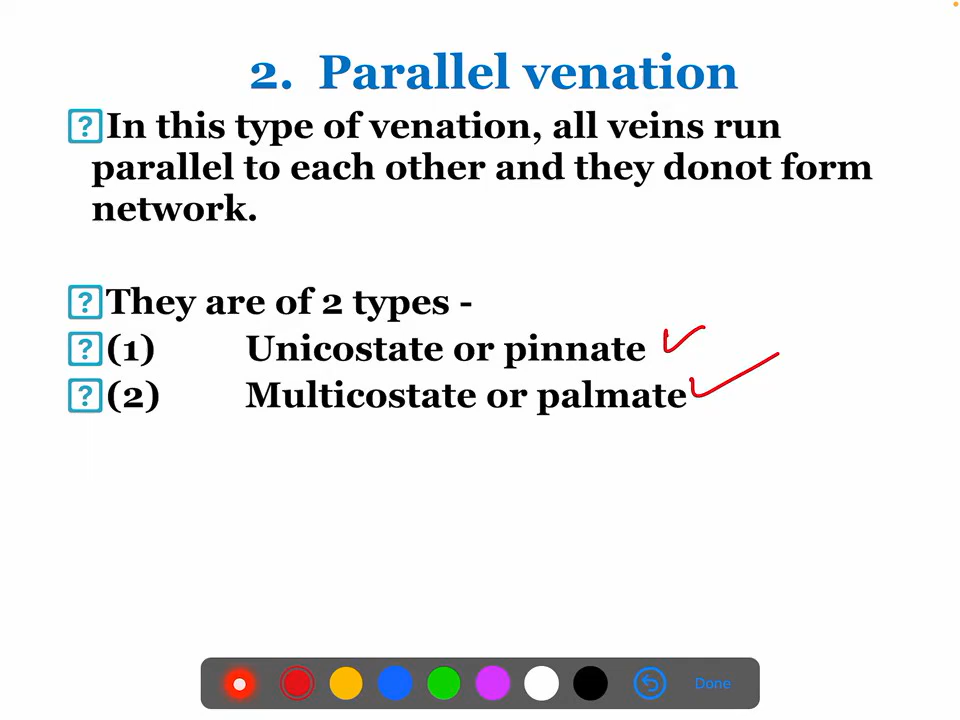 2. Parallel venation
In this type of venation, all veins run
parallel to each other and they donot form
network.
They are of 2 types -
(1) Unicostate or pinnate
(2) Multicostate or palmate
Done